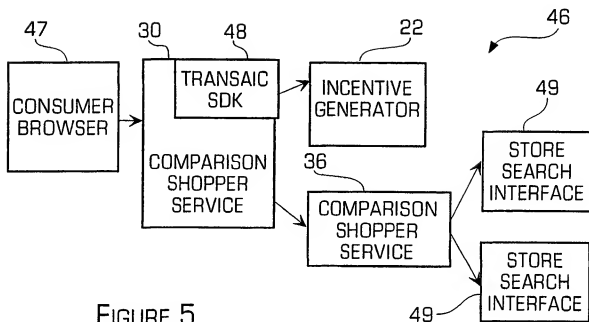 47
30
48
22
46
CONSUMER
BROWSER
TRANSAIC
SDK
INCENTIVE
GENERATOR
COMPARISON
SHOPPER
SERVICE
49
STORE
SEARCH
INTERFACE
36
COMPARISON
SHOPPER
SERVICE
STORE
SEARCH
INTERFACE
49
FIGURE 5